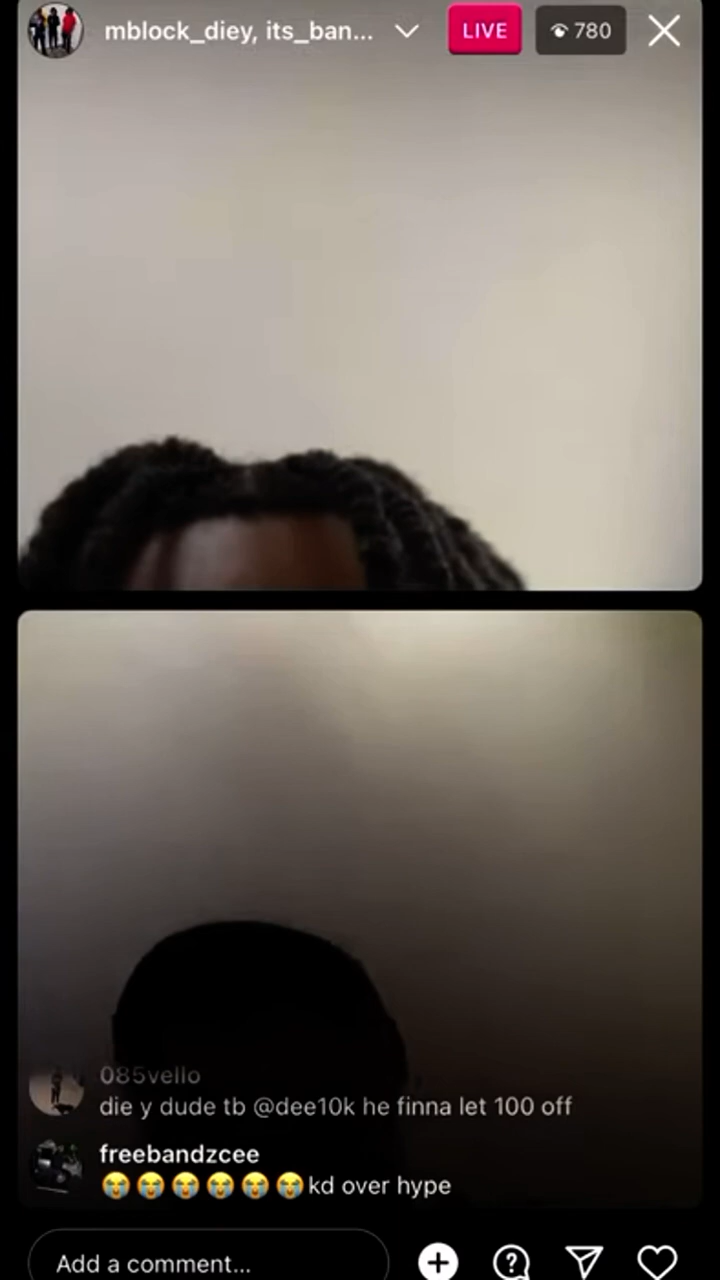 mblock_diey, its_ban...
LIVE
780
085vello
die y dude tb @dee10k he finna let 100 off
freebandzcee
😭😭😭😭😭😭kd over hype
Add a comment...